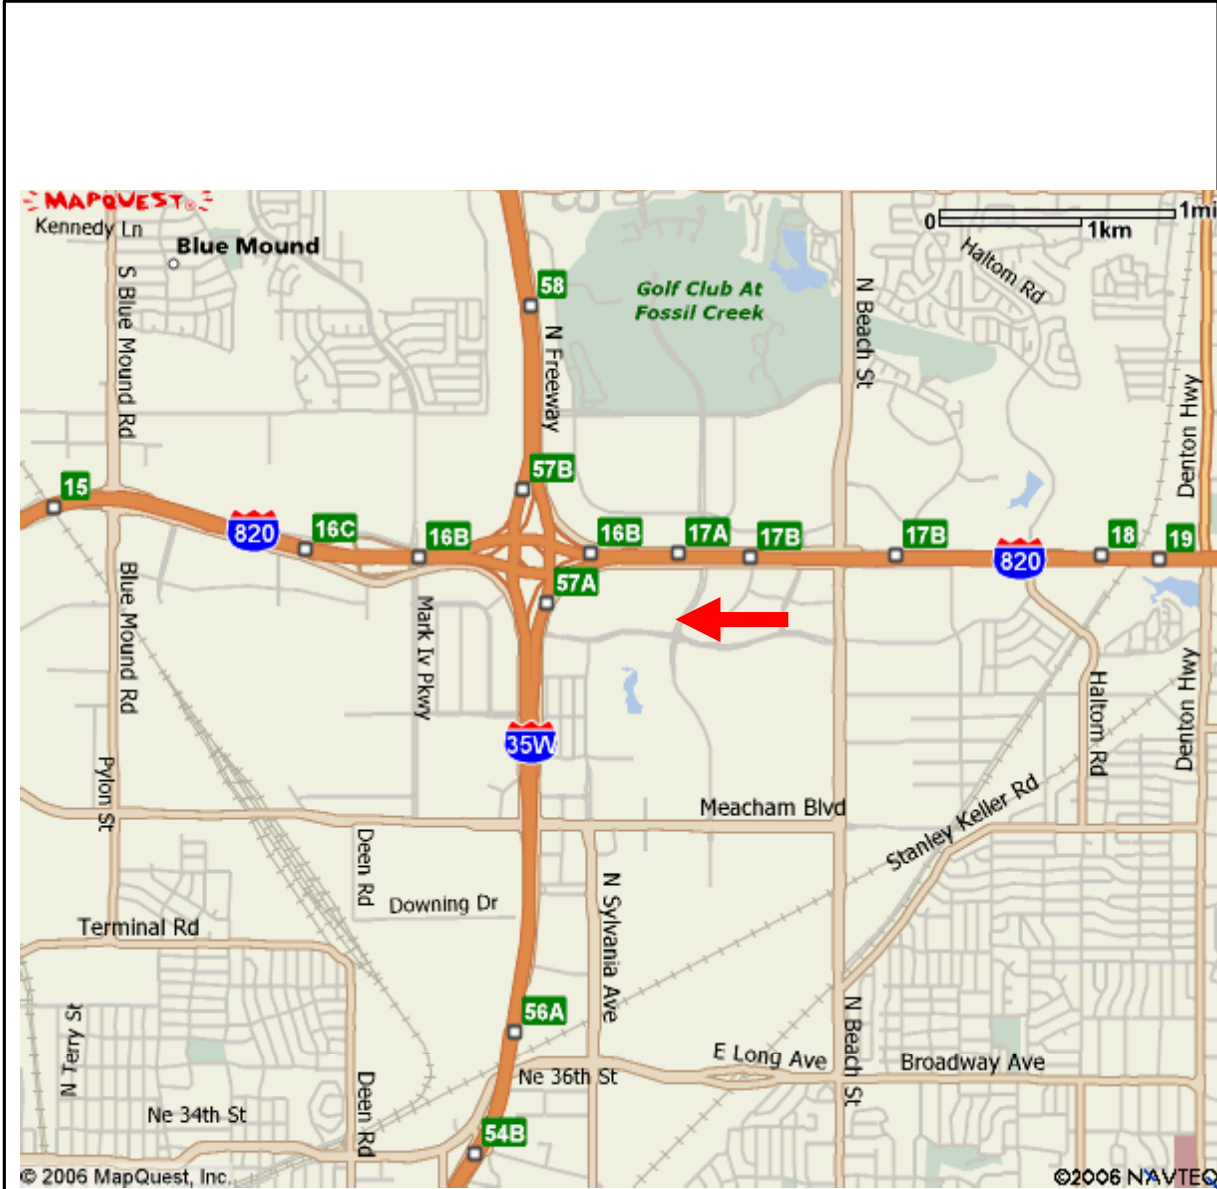 MAPQUEST®
1mi
0
1km
Kennedy Ln
Blue Mound
Haltom Rd
S Blue Mound Rd
58
Golf Club At
Fossil Creek
N Beach St
N Freeway
Denton Hwy
57B
15
820
16C
16B
16B
17A
17B
17B
820
18
19
57A
Blue Mound Rd
Mark Iv Pkwy
Haltom Rd
Denton Hwy
35W
Pylon St
Meacham Blvd
Stanley Keller Rd
Deen Rd
Downing Dr
N Sylvania Ave
Terminal Rd
N Terry St
56A
N Beach St
E Long Ave
Broadway Ave
Ne 36th St
Deen Rd
Ne 34th St
54B
© 2006 MapQuest, Inc.
©2006 NAVTEQ